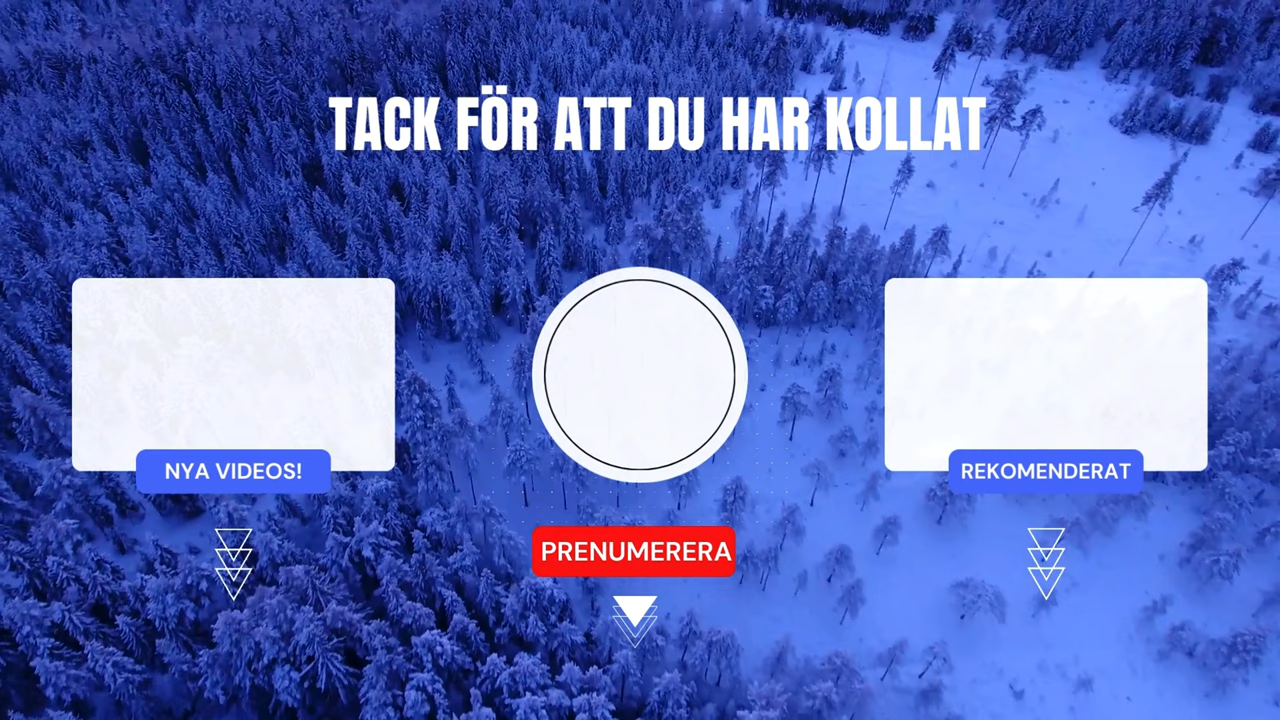 TACK FÖR ATT DU HAR KOLLAT
NYA VIDEOS!
REKOMENDERAT
PRENUMERERA